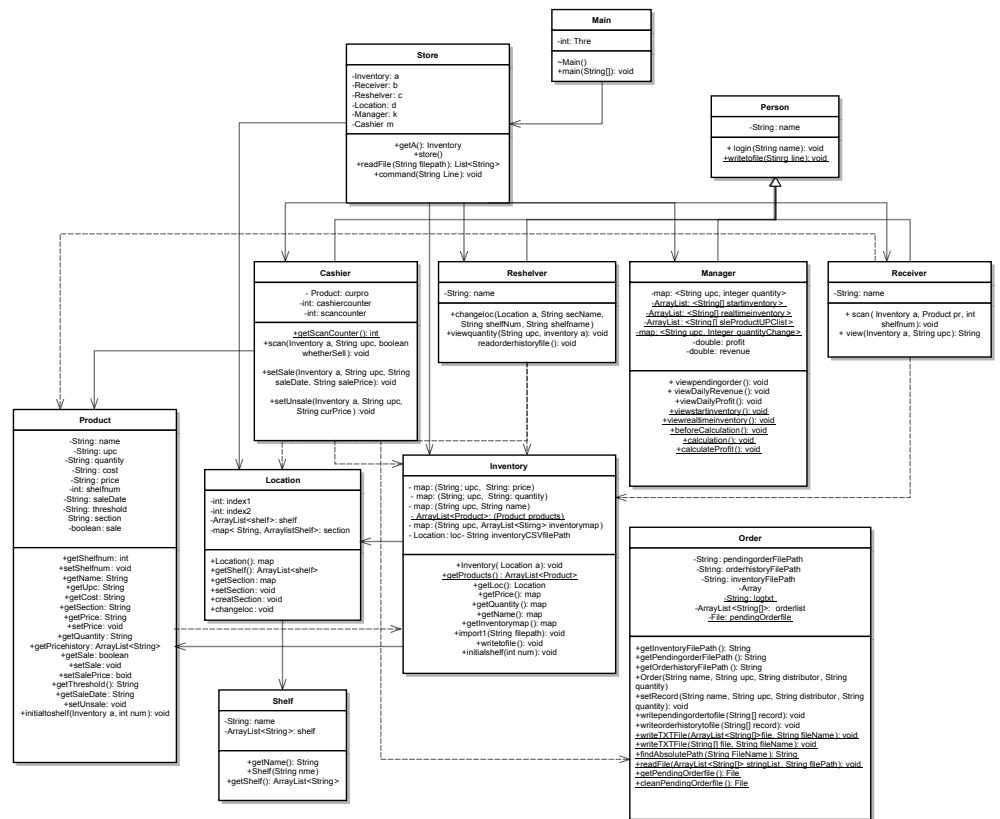 Main
-int: Thre
~Main()
+main(String[]): void
Store
-Inventory: a
-Receiver: b
-Reshelver: c
-Location: d
-Manager: k
-Cashier m
+getA(): Inventory
+store()
+readFile(String filepath): List<String>
+command(String Line): void
Person
-String: name
+ login(String name): void
+writetofile(Stinrg line): void
Cashier
- Product: curpro
-int: cashiercounter
-int: scancounter
+getScanCounter(): int
+scan(Inventory a, String upc, boolean
whetherSell): void
+setSale(Inventory a, String upc, String
saleDate, String salePrice): void
+setUnsale(Inventory a, String upc,
String curPrice) :void
Reshelver
-String: name
+changeloc(Location a, String secName,
String shelfNum, String shelfname)
+viewquantity(String upc, inventory a): void
readorderhistoryfile(): void
Manager
-map: <String upc, integer quantity>
-ArrayList: <String[] startinventory>
-ArrayList: <String[] realtimeinventory>
-ArrayList: <String[] sleProductUPClist>
-map: <String upc, Integer quantityChange>
-double: profit
-double: revenue
+ viewpendingorder(): void
+ viewDailyRevenue(): void
+viewDailyProfit(): void
+viewstartinventory(): void
+viewrealtimeinventory(): void
+beforeCalculation(): void
+calculation(): void
+calculateProfit(): void
Receiver
-String: name
+ scan( Inventory a, Product pr, int
shelfnum): void
+ view(Inventory a, String upc): String
Product
-String: name
-String: upc
-String: quantity
-String: cost
-String: price
-int: shelfnum
-String: saleDate
-String: threshold
String: section
-boolean: sale
+getShelfnum: int
+setShelfnum: void
+getName: String
+getUpc: String
+getCost: String
+getSection: String
+getPrice: String
+setPrice: void
+getQuantity: String
+getPricehistory: ArrayList<String>
+getSale: boolean
+setSale: void
+setSalePrice: boid
+getThreshold(): String
+getSaleDate: String
+setUnsale: void
+initialtoshelf(Inventory a, int num): void
Location
-int: index1
-int: index2
-ArrayList<shelf>: shelf
-map< String, ArraylistShelf>: section
+Location(): map
+getShelf(): ArrayList<shelf>
+getSection: map
+setSection: void
+creatSection: void
+changeloc: void
Inventory
- map: (String; upc, String: price)
- map: (String; upc, String: quantity)
- map: (String upc, String name)
- ArrayList<Product>: (Product products)
- map: (String upc, ArrayList<Stirng> inventorymap)
- Location: loc- String inventoryCSVfilePath
+Inventory( Location a): void
+getProducts() : ArrayList<Product>
+getLoc(): Location
+getPrice(): map
+getQuantity(): map
+getName(): map
+getInventorymap(): map
+import1(String filepath): void
+writetofile(): void
+initialshelf(int num): void
Shelf
-String: name
-ArrayList<String>: shelf
+getName(): String
+Shelf(String nme)
+getShelf(): ArrayList<String>
Order
-String: pendingorderFilePath
-String: orderhistoryFilePath
-String: inventoryFilePath
-Array
-String: logtxt
-ArrayList<String[]>: orderlist
-File: pendingOrderfile
+getInventoryFilePath(): String
+getPendingorderFilePath(): String
+getOrderhistoryFilePath(): String
+Order(String name, String upc, String distributor, String
quantity)
+setRecord(String name, String upc, String distributor, String
quantity): void
+writependingordertofile(String[] record): void
+writeorderhistorytofile(String[] record): void
+writeTXTFile(ArrayList<String[]>file, String fileName): void
+writeTXTFile(String[] file, String fileName): void
+findAbsolutePath(String FileName): String
+readFile(ArrayList<String[]> stringList, String filePath): void
+getPendingOrderfile(): File
+cleanPendingOrderfile(): File